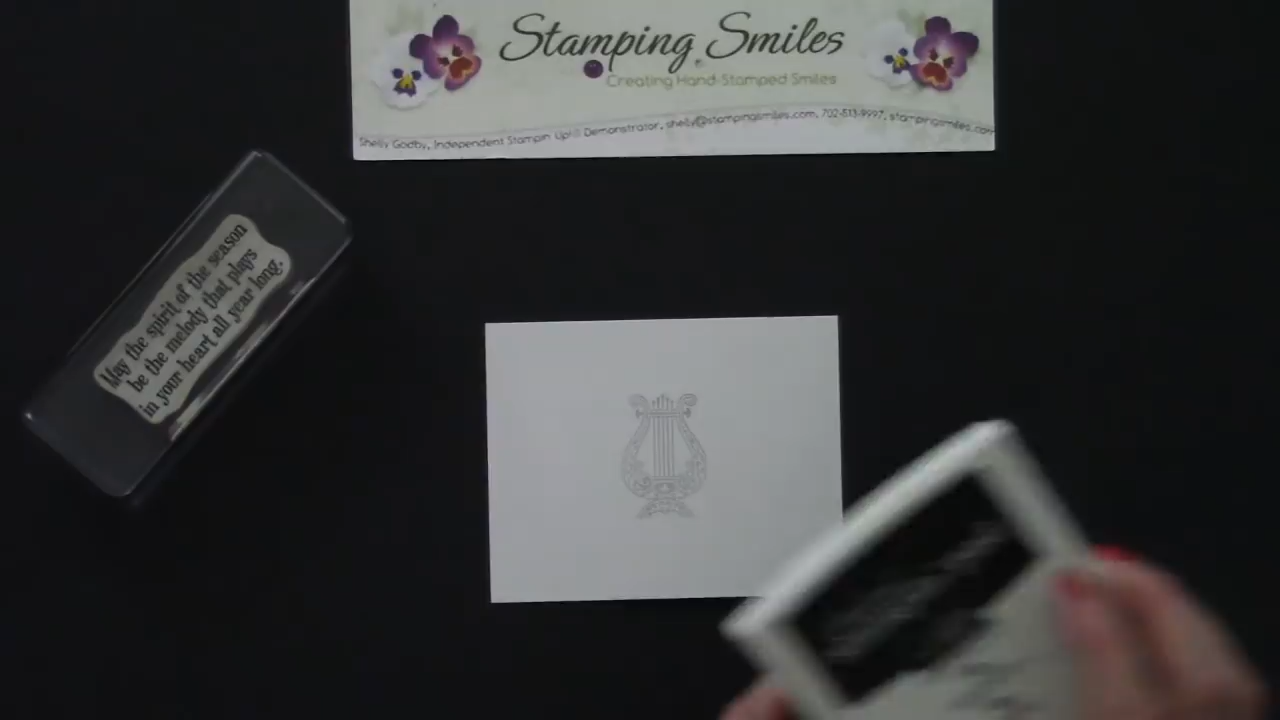 Stamping Smiles
Creating Hand-Stamped Smiles
Shelly Godby, Independent Stampin' Up!® Demonstrator, shelly@stampingsmiles.com, 702-513-9997, stampingsmiles.com
May the spirit of the season
be the melody that plays
in your heart all year long.